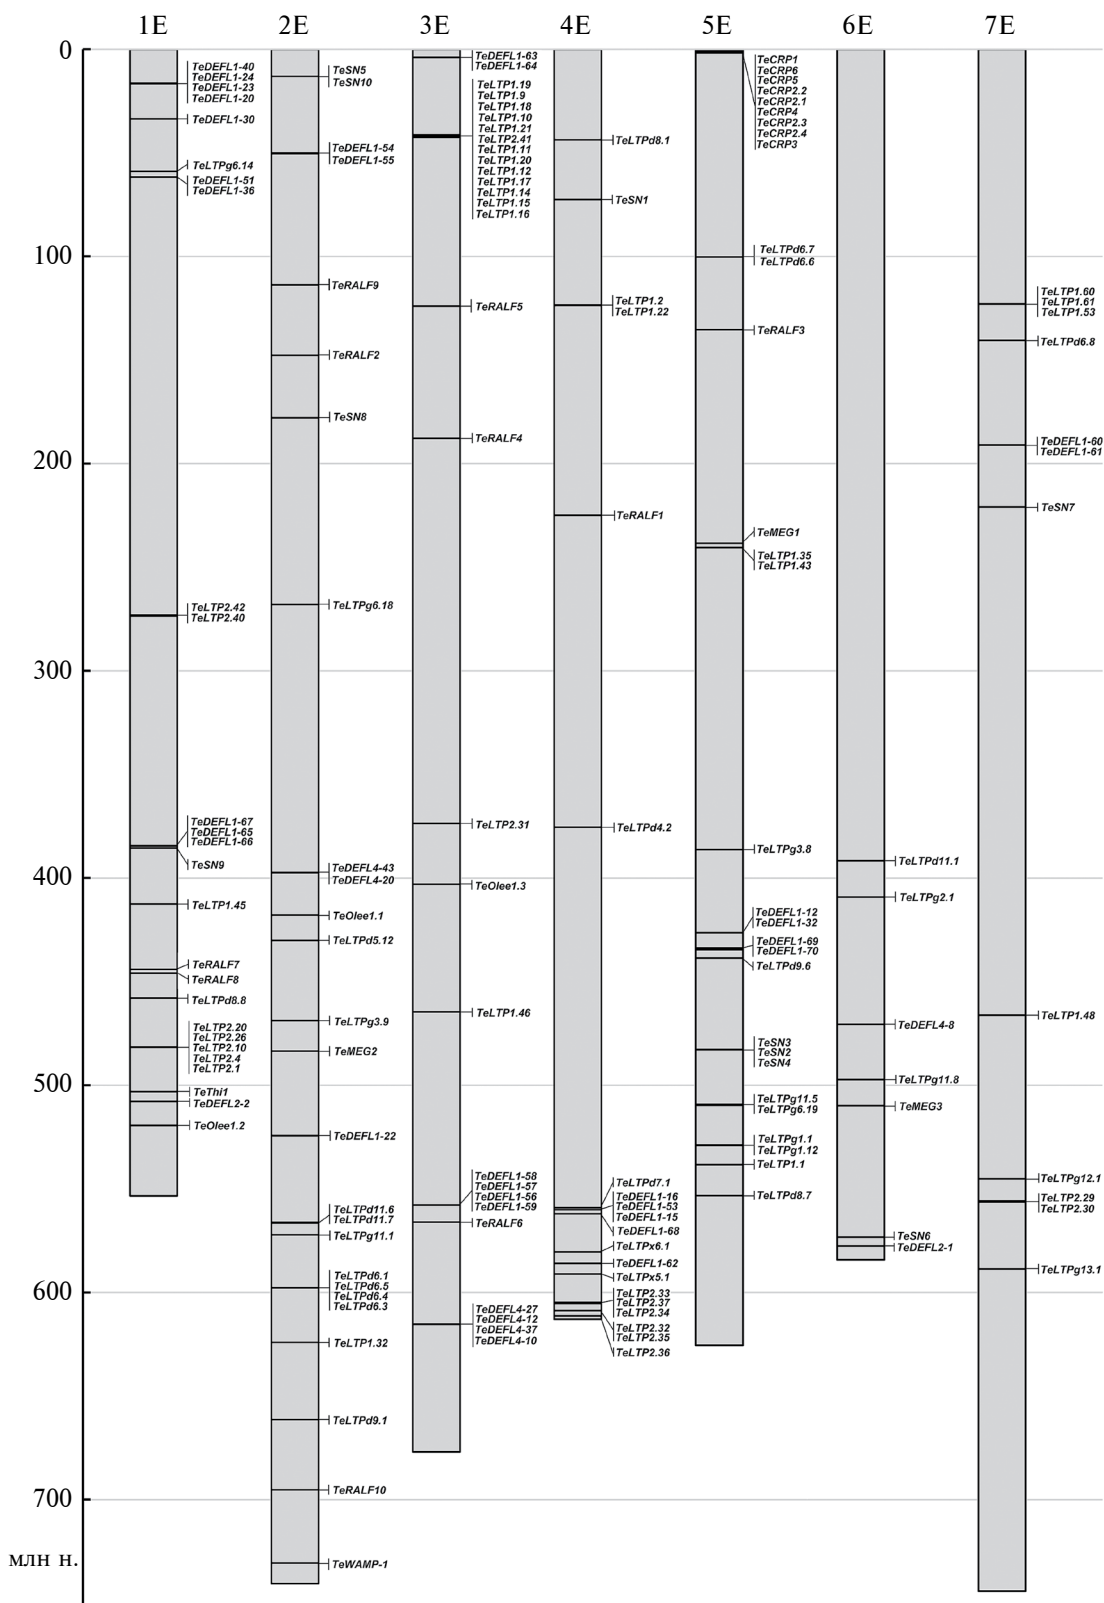 1E
2E
3E
4E
5E
6E
7E
0
100
200
300
400
500
600
700
млн н.
TeDEFL1-40
TeDEFL1-24
TeDEFL1-23
TeDEFL1-20
TeDEFL1-30
TeLTPg6.14
TeDEFL1-51
TeDEFL1-36
TeLTP2.42
TeLTP2.40
TeDEFL1-67
TeDEFL1-65
TeDEFL1-66
TeSN9
TeLTP1.45
TeRALF7
TeRALF8
TeLTPd8.8
TeLTP2.20
TeLTP2.26
TeLTP2.10
TeLTP2.4
TeLTP2.1
TeThi1
TeDEFL2-2
TeOlee1.2
TeSN5
TeSN10
TeDEFL1-54
TeDEFL1-55
TeRALF9
TeRALF2
TeSN8
TeLTPg6.18
TeDEFL4-43
TeDEFL4-20
TeOlee1.1
TeLTPd5.12
TeLTPg3.9
TeMEG2
TeDEFL1-22
TeLTPd11.6
TeLTPd11.7
TeLTPg11.1
TeLTPd6.1
TeLTPd6.5
TeLTPd6.4
TeLTPd6.3
TeLTP1.32
TeLTPd9.1
TeRALF10
TeWAMP-1
TeDEFL1-63
TeDEFL1-64
TeLTP1.19
TeLTP1.9
TeLTP1.18
TeLTP1.10
TeLTP1.21
TeLTP2.41
TeLTP1.11
TeLTP1.20
TeLTP1.12
TeLTP1.17
TeLTP1.14
TeLTP1.15
TeLTP1.16
TeRALF5
TeRALF4
TeLTP2.31
TeOlee1.3
TeLTP1.46
TeDEFL1-58
TeDEFL1-57
TeDEFL1-56
TeDEFL1-59
TeRALF6
TeDEFL4-27
TeDEFL4-12
TeDEFL4-37
TeDEFL4-10
TeLTPd8.1
TeSN1
TeLTP1.2
TeLTP1.22
TeRALF1
TeLTPd4.2
TeLTPd7.1
TeDEFL1-16
TeDEFL1-53
TeDEFL1-15
TeDEFL1-68
TeLTPx6.1
TeDEFL1-62
TeLTPx5.1
TeLTP2.33
TeLTP2.37
TeLTP2.34
TeLTP2.32
TeLTP2.35
TeLTP2.36
TeCRP1
TeCRP6
TeCRP5
TeCRP2.2
TeCRP2.1
TeCRP4
TeCRP2.3
TeCRP2.4
TeCRP3
TeLTPd6.7
TeLTPd6.6
TeRALF3
TeMEG1
TeLTP1.35
TeLTP1.43
TeLTPg3.8
TeDEFL1-12
TeDEFL1-32
TeDEFL1-69
TeDEFL1-70
TeLTPd9.6
TeSN3
TeSN2
TeSN4
TeLTPg11.5
TeLTPg6.19
TeLTPg1.1
TeLTPg1.12
TeLTP1.1
TeLTPd8.7
TeLTPd11.1
TeLTPg2.1
TeDEFL4-8
TeLTPg11.8
TeMEG3
TeSN6
TeDEFL2-1
TeLTP1.60
TeLTP1.61
TeLTP1.53
TeLTPd6.8
TeDEFL1-60
TeDEFL1-61
TeSN7
TeLTP1.48
TeLTPg12.1
TeLTP2.29
TeLTP2.30
TeLTPg13.1